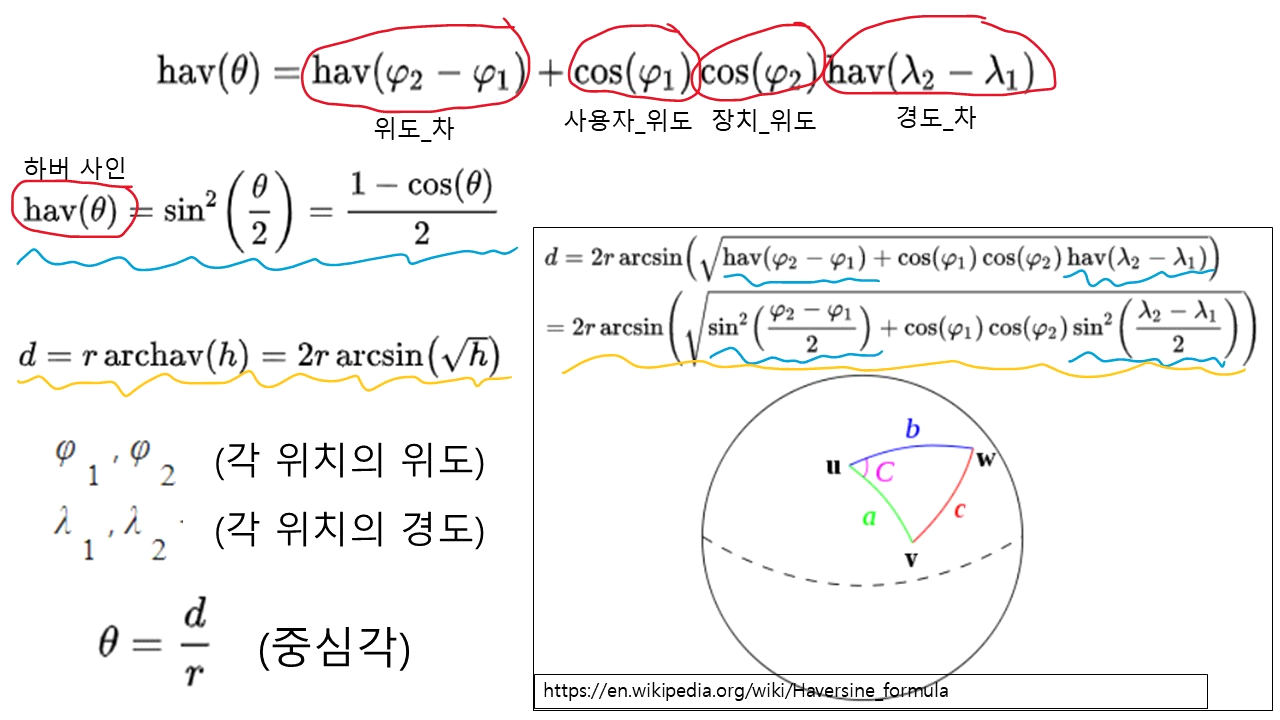 hav(θ) = hav(φ₂ − φ₁) + cos(φ₁) cos(φ₂) hav(λ₂ − λ₁)
위도_차 사용자_위도 장치_위도 경도_차
하버 사인
hav(θ) = sin²(θ/2) = (1 − cos(θ))/2
d = r archav(h) = 2r arcsin(√h)
φ₁, φ₂ (각 위치의 위도)
λ₁, λ₂ (각 위치의 경도)
θ = d/r (중심각)
d = 2r arcsin(√(hav(φ₂ − φ₁) + cos(φ₁) cos(φ₂) hav(λ₂ − λ₁)))
= 2r arcsin(√(sin²((φ₂ − φ₁)/2) + cos(φ₁) cos(φ₂) sin²((λ₂ − λ₁)/2)))
b
u C w
a c
v
https://en.wikipedia.org/wiki/Haversine_formula